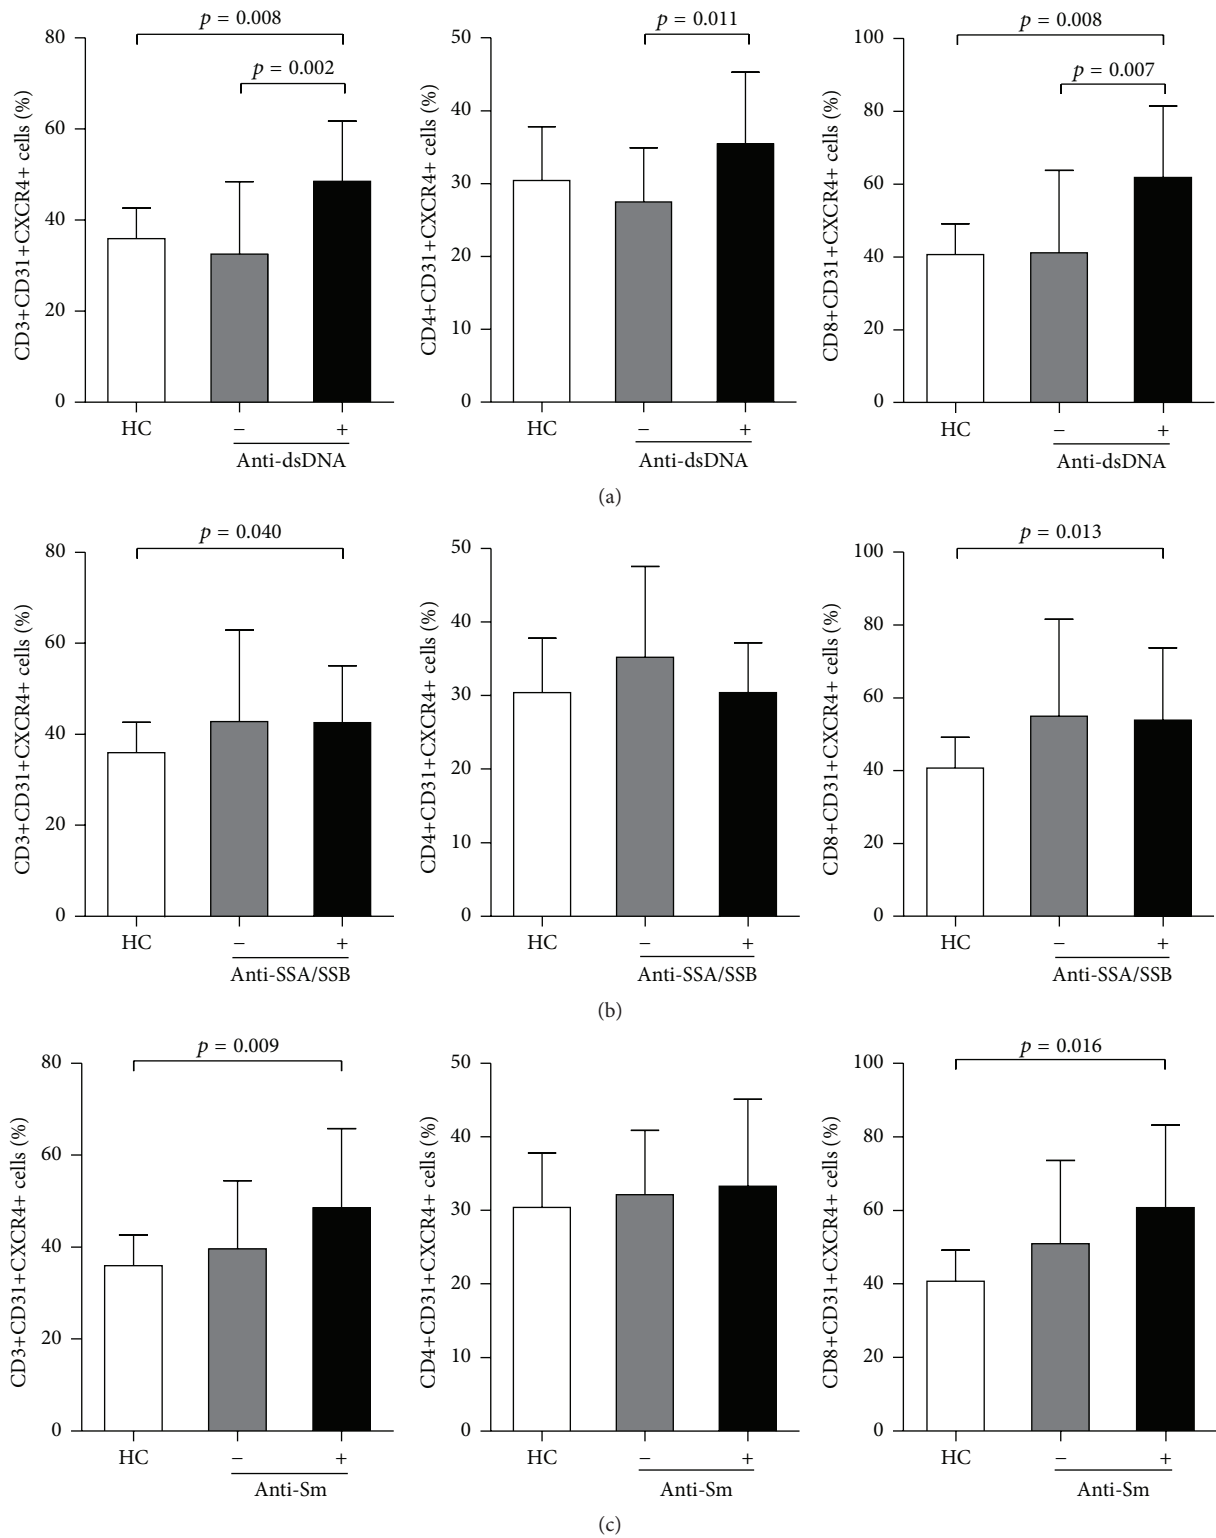 p = 0.008
p = 0.002
CD3+CD31+CXCR4+ cells (%)
80
60
40
20
0
HC
−
+
Anti-dsDNA
p = 0.011
CD4+CD31+CXCR4+ cells (%)
50
40
30
20
10
0
HC
−
+
Anti-dsDNA
p = 0.008
p = 0.007
CD8+CD31+CXCR4+ cells (%)
100
80
60
40
20
0
HC
−
+
Anti-dsDNA
(a)
p = 0.040
CD3+CD31+CXCR4+ cells (%)
80
60
40
20
0
HC
−
+
Anti-SSA/SSB
CD4+CD31+CXCR4+ cells (%)
50
40
30
20
10
0
HC
−
+
Anti-SSA/SSB
p = 0.013
CD8+CD31+CXCR4+ cells (%)
100
80
60
40
20
0
HC
−
+
Anti-SSA/SSB
(b)
p = 0.009
CD3+CD31+CXCR4+ cells (%)
80
60
40
20
0
HC
−
+
Anti-Sm
CD4+CD31+CXCR4+ cells (%)
50
40
30
20
10
0
HC
−
+
Anti-Sm
p = 0.016
CD8+CD31+CXCR4+ cells (%)
100
80
60
40
20
0
HC
−
+
Anti-Sm
(c)